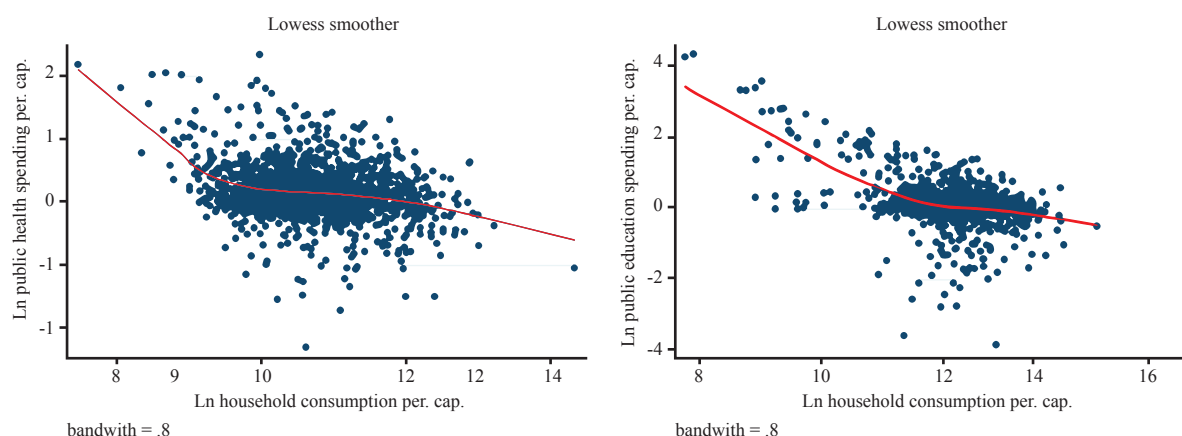 Lowess smoother
Ln public health spending per. cap.
2
1
0
-1
-1
8 9 10 12 12 14
Ln household consumption per. cap.
bandwith = .8
Lowess smoother
Ln public education spending per. cap.
4
2
0
-2
-4
8 10 12 14 16
Ln household consumption per. cap.
bandwith = .8